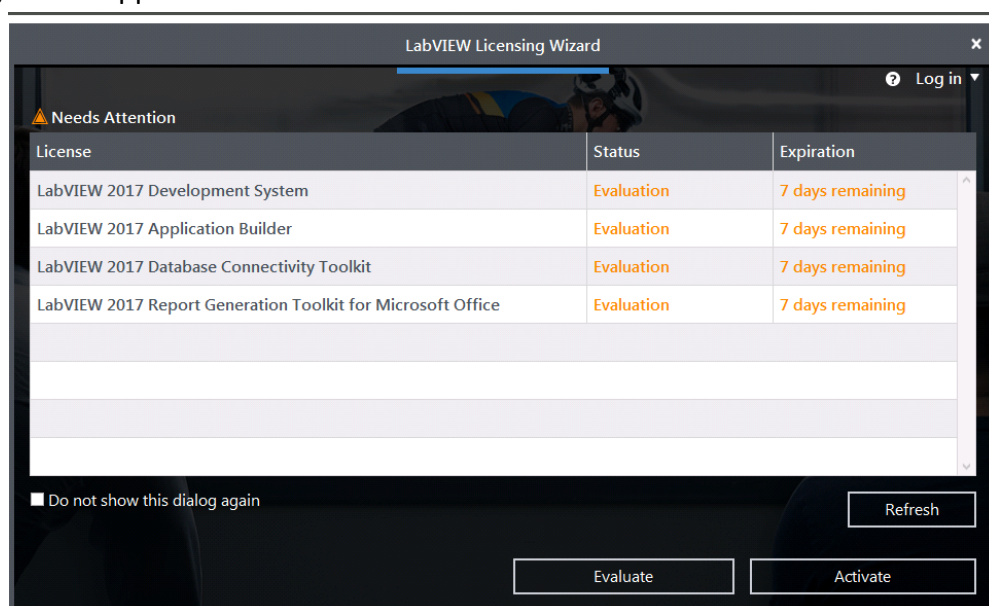 LabVIEW Licensing Wizard
Log in
Needs Attention
License Status Expiration
LabVIEW 2017 Development System Evaluation 7 days remaining
LabVIEW 2017 Application Builder Evaluation 7 days remaining
LabVIEW 2017 Database Connectivity Toolkit Evaluation 7 days remaining
LabVIEW 2017 Report Generation Toolkit for Microsoft Office Evaluation 7 days remaining
Do not show this dialog again
Refresh
Evaluate Activate